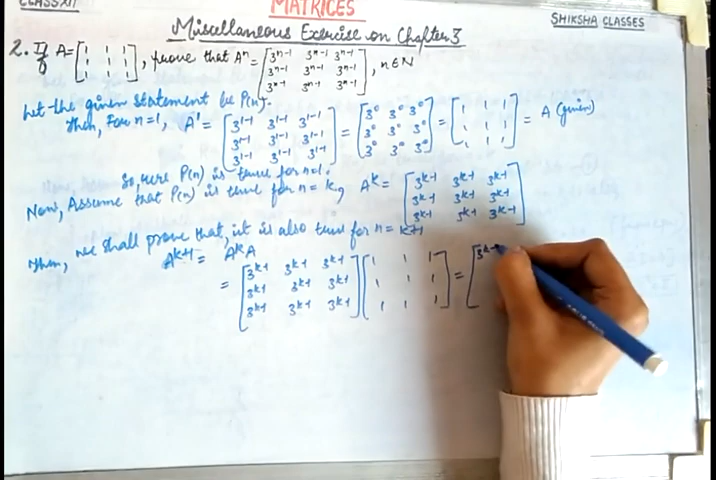 CLASS XII
MATRICES
SHIKSHA CLASSES
Miscellaneous Exercise on Chapter 3
2. If A = [1 1 1; 1 1 1; 1 1 1], prove that Aⁿ = [3ⁿ⁻¹ 3ⁿ⁻¹ 3ⁿ⁻¹; 3ⁿ⁻¹ 3ⁿ⁻¹ 3ⁿ⁻¹; 3ⁿ⁻¹ 3ⁿ⁻¹ 3ⁿ⁻¹], n ∈ N
Let the given statement be P(n).
Then, For n=1, A¹ = [3¹⁻¹ 3¹⁻¹ 3¹⁻¹; 3¹⁻¹ 3¹⁻¹ 3¹⁻¹; 3¹⁻¹ 3¹⁻¹ 3¹⁻¹] = [3⁰ 3⁰ 3⁰; 3⁰ 3⁰ 3⁰; 3⁰ 3⁰ 3⁰] = [1 1 1; 1 1 1; 1 1 1] = A (given)
So, here P(n) is true for n=1.
Now, Assume that P(n) is true for n = k, Aᵏ = [3ᵏ⁻¹ 3ᵏ⁻¹ 3ᵏ⁻¹; 3ᵏ⁻¹ 3ᵏ⁻¹ 3ᵏ⁻¹; 3ᵏ⁻¹ 3ᵏ⁻¹ 3ᵏ⁻¹]
Then, we shall prove that, it is also true for n = k+1
Aᵏ⁺¹ = Aᵏ A
= [3ᵏ⁻¹ 3ᵏ⁻¹ 3ᵏ⁻¹; 3ᵏ⁻¹ 3ᵏ⁻¹ 3ᵏ⁻¹; 3ᵏ⁻¹ 3ᵏ⁻¹ 3ᵏ⁻¹] [1 1 1; 1 1 1; 1 1 1] = [3ᵏ⁻